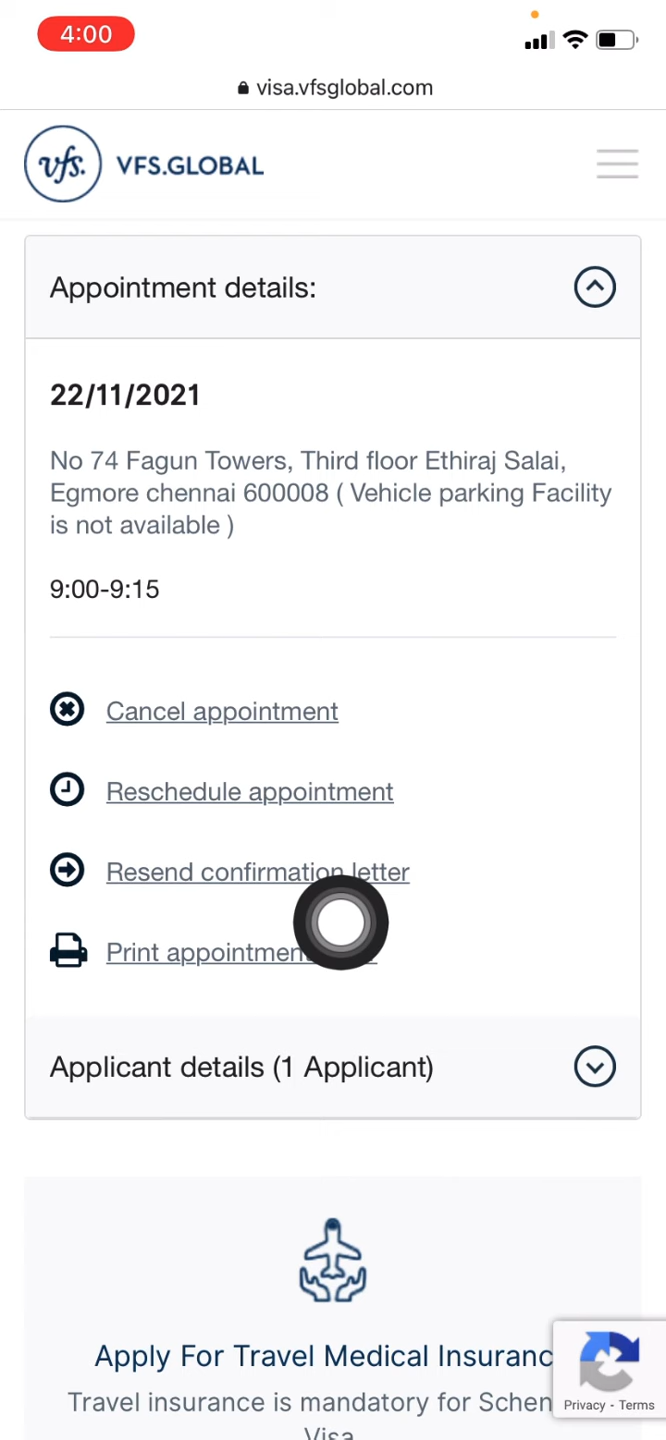 4:00
visa.vfsglobal.com
vfs. VFS.GLOBAL
Appointment details:
22/11/2021
No 74 Fagun Towers, Third floor Ethiraj Salai,
Egmore chennai 600008 ( Vehicle parking Facility
is not available )
9:00-9:15
Cancel appointment
Reschedule appointment
Resend confirmation letter
Print appointmen
Applicant details (1 Applicant)
Apply For Travel Medical Insuranc
Travel insurance is mandatory for Schen
Visa
Privacy - Terms